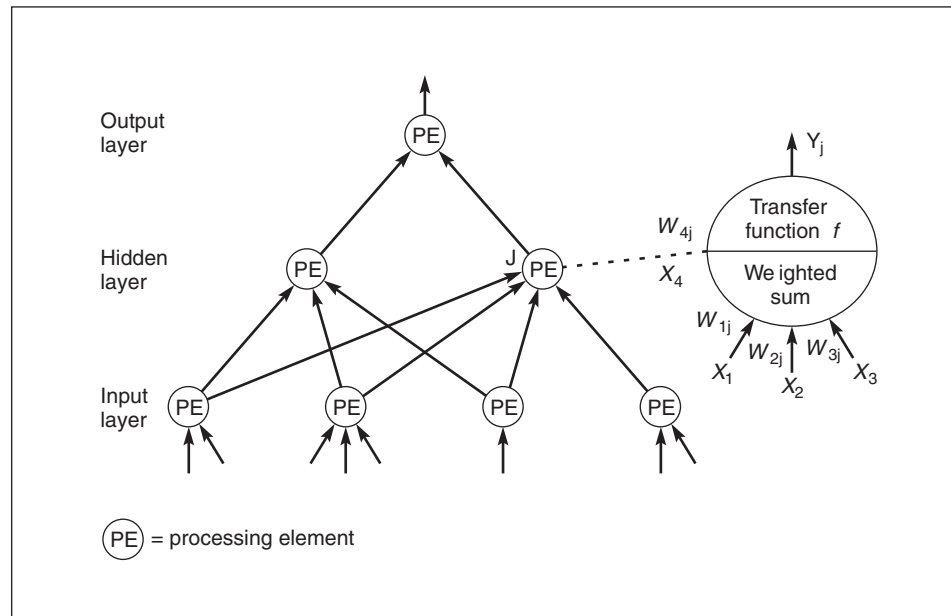 Output
layer
PE
Y_j
Transfer
function f
W_4j
Hidden
layer
PE
J
PE
X_4
We ighted
sum
W_1j
W_2j
W_3j
X_1
X_2
X_3
Input
layer
PE
PE
PE
PE
PE = processing element